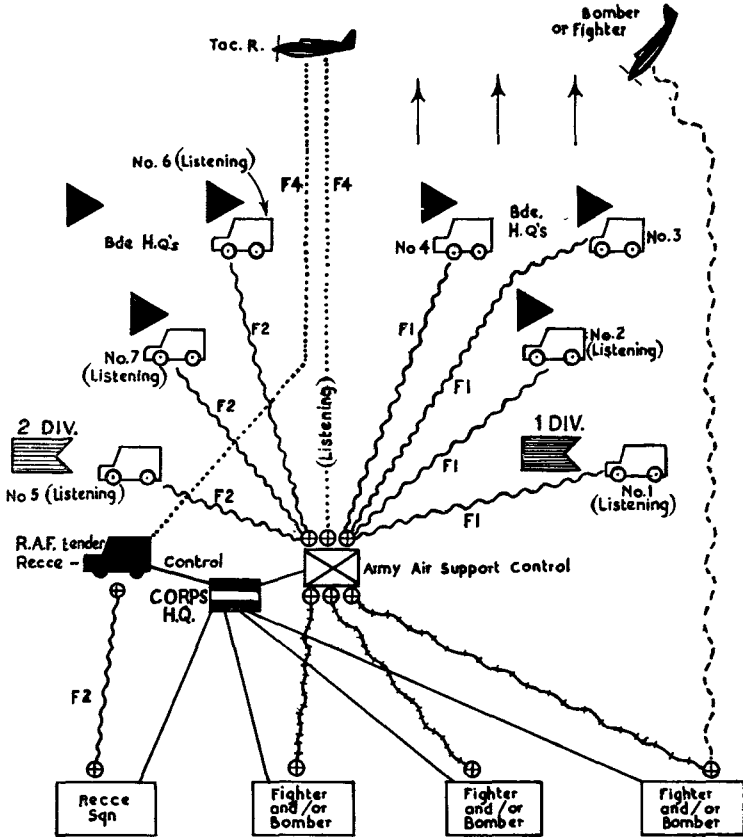 Bomber
or Fighter
Tac. R.
No. 6 (Listening)
F4
F4
Bde H.Q's
No 4
Bde.
H.Q's
No.3
F2
F1
No.7
(Listening)
No.2
(Listening)
F2
(Listening)
F1
F1
2 DIV.
1 DIV.
No 5 (Listening)
F2
F1
No.1
(Listening)
R.A.F. tender
Recce -
Control
Army Air Support Control
CORPS
H.Q.
F2
Recce
Sqn
Fighter
and/or
Bomber
Fighter
and/or
Bomber
Fighter
and/or
Bomber